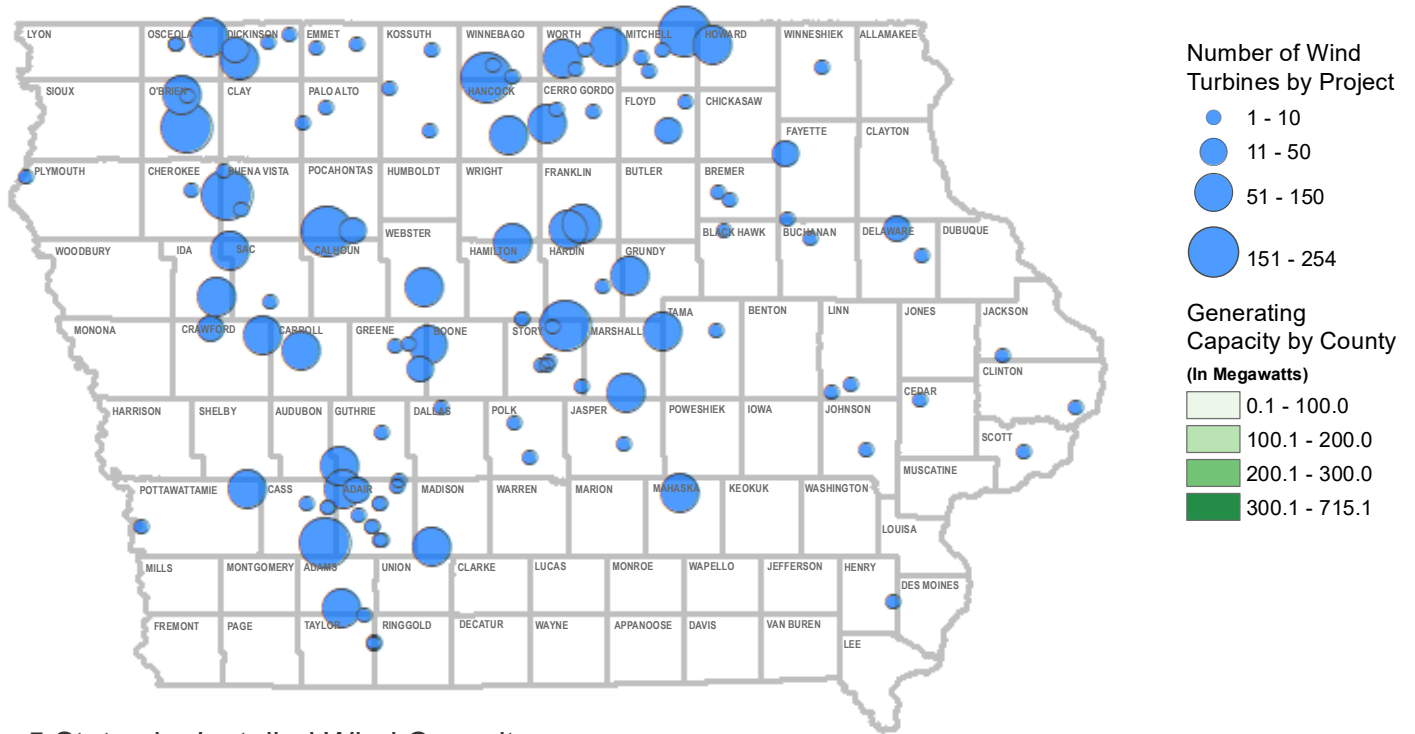 LYON
OSCEOLA
DICKINSON
EMMET
KOSSUTH
WINNEBAGO
WORTH
MITCHELL
HOWARD
WINNESHIEK
ALLAMAKEE
SIOUX
O'BRIEN
CLAY
PALO ALTO
HANCOCK
CERRO GORDO
FLOYD
CHICKASAW
FAYETTE
CLAYTON
PLYMOUTH
CHEROKEE
BUENA VISTA
POCAHONTAS
HUMBOLDT
WRIGHT
FRANKLIN
BUTLER
BREMER
WOODBURY
IDA
SAC
CALHOUN
WEBSTER
HAMILTON
HARDIN
GRUNDY
BLACK HAWK
BUCHANAN
DELAWARE
DUBUQUE
MONONA
CRAWFORD
CARROLL
GREENE
BOONE
STORY
MARSHALL
TAMA
BENTON
LINN
JONES
JACKSON
CLINTON
CEDAR
HARRISON
SHELBY
AUDUBON
GUTHRIE
DALLAS
POLK
JASPER
POWESHIEK
IOWA
JOHNSON
SCOTT
MUSCATINE
POTTAWATTAMIE
CASS
ADAIR
MADISON
WARREN
MARION
MAHASKA
KEOKUK
WASHINGTON
LOUISA
MILLS
MONTGOMERY
ADAMS
UNION
CLARKE
LUCAS
MONROE
WAPELLO
JEFFERSON
HENRY
DES MOINES
FREMONT
PAGE
TAYLOR
RINGGOLD
DECATUR
WAYNE
APPANOOSE
DAVIS
VAN BUREN
LEE
Number of Wind
Turbines by Project
1 - 10
11 - 50
51 - 150
151 - 254
Generating
Capacity by County
(In Megawatts)
0.1 - 100.0
100.1 - 200.0
200.1 - 300.0
300.1 - 715.1